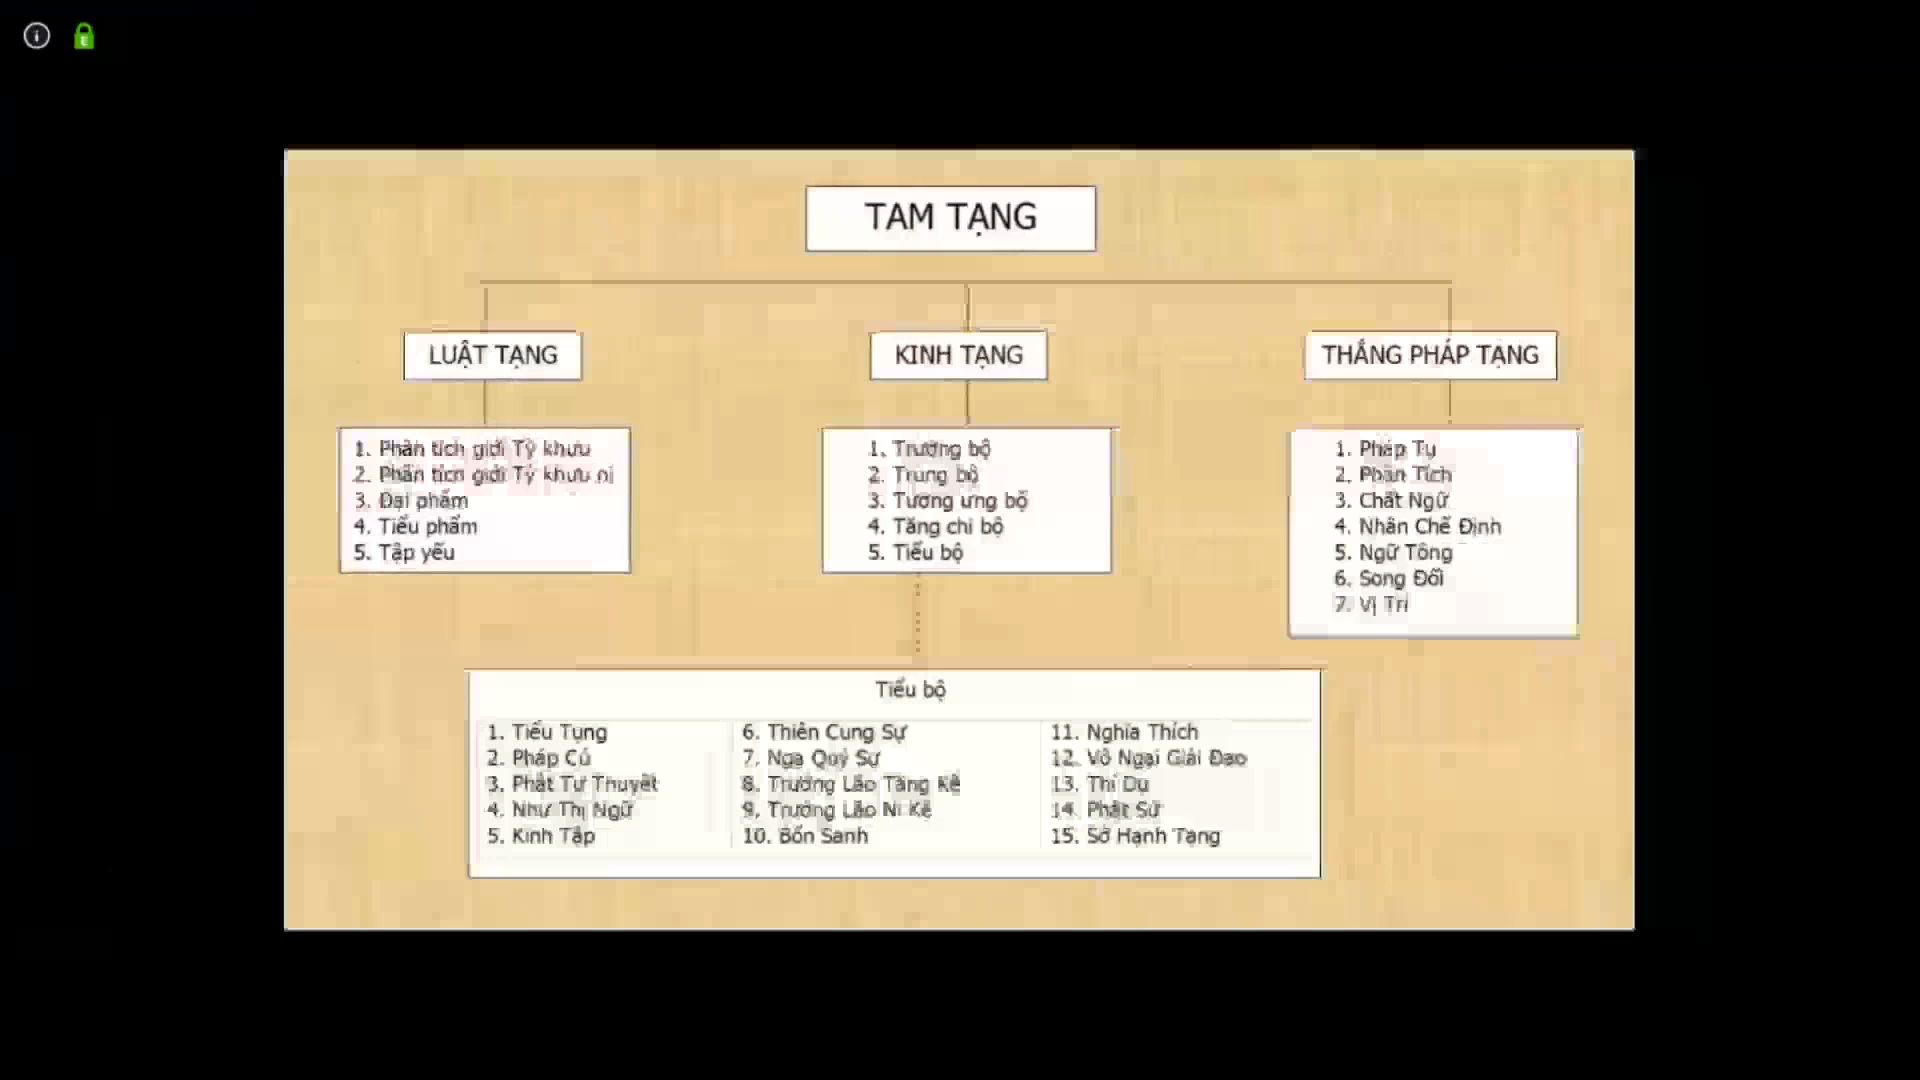 TAM TẠNG
LUẬT TẠNG
1. Phân tích giới Tỳ khưu
2. Phân tích giới Tỳ khưu ni
3. Đại phẩm
4. Tiểu phẩm
5. Tập yếu
KINH TẠNG
1. Trường bộ
2. Trung bộ
3. Tương ưng bộ
4. Tăng chi bộ
5. Tiểu bộ
THẮNG PHÁP TẠNG
1. Pháp Tụ
2. Phân Tích
3. Chất Ngữ
4. Nhân Chế Định
5. Ngữ Tông
6. Song Đối
7. Vị Trí
Tiểu bộ
1. Tiểu Tụng
2. Pháp Cú
3. Phật Tự Thuyết
4. Như Thị Ngữ
5. Kinh Tập
6. Thiên Cung Sự
7. Ngạ Quỷ Sự
8. Trưởng Lão Tăng Kệ
9. Trưởng Lão Ni Kệ
10. Bổn Sanh
11. Nghĩa Thích
12. Vô Ngại Giải Đạo
13. Thí Dụ
14. Phật Sử
15. Sở Hạnh Tạng